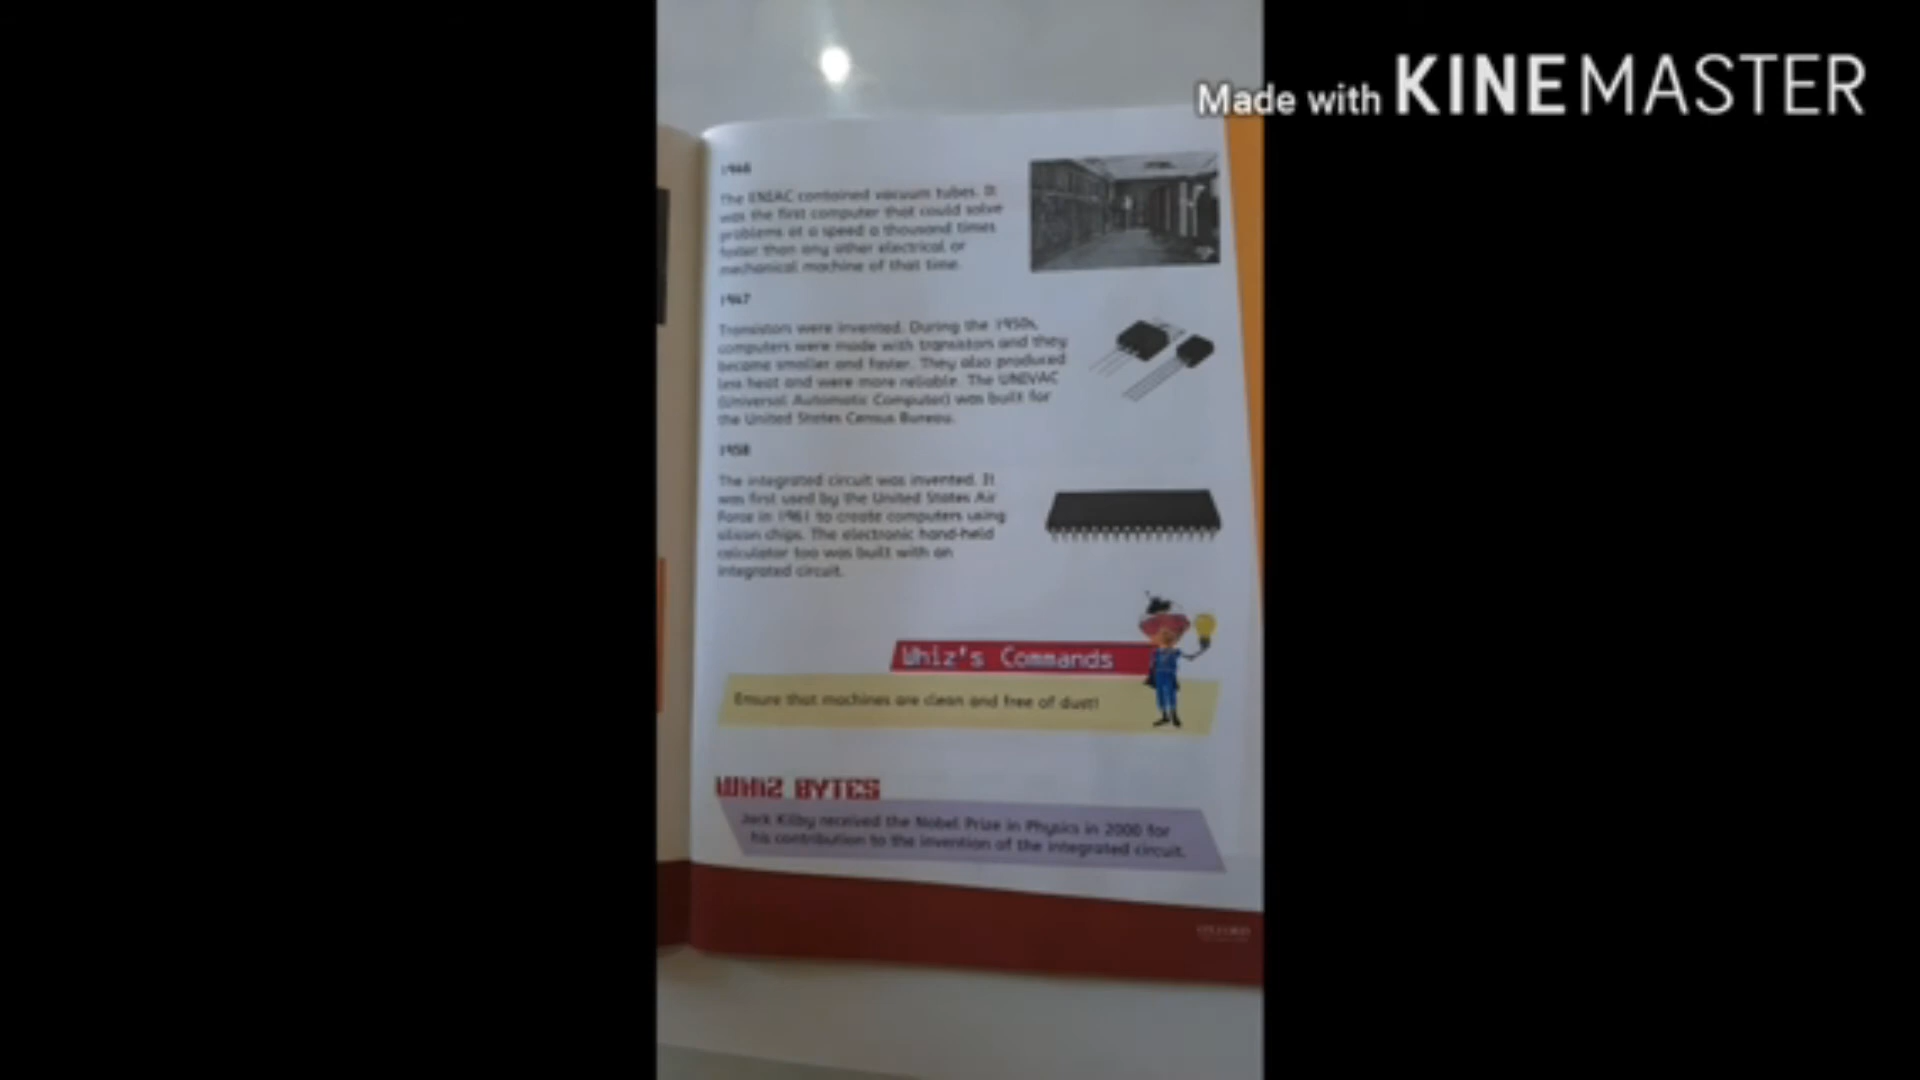 Made with KINEMASTER
1946
The ENIAC contained vacuum tubes. It
was the first computer that could solve
problems at a speed a thousand times
faster than any other electrical or
mechanical machine of that time.
1947
Transistors were invented. During the 1950s,
computers were made with transistors and they
became smaller and faster. They also produced
less heat and were more reliable. The UNIVAC
(Universal Automatic Computer) was built for
the United States Census Bureau.
1958
The integrated circuit was invented. It
was first used by the United States Air
Force in 1961 to create computers using
silicon chips. The electronic hand-held
calculator too was built with an
integrated circuit.
Whiz's Commands
Ensure that machines are clean and free of dust!
WHIZ BYTES
Jack Kilby received the Nobel Prize in Physics in 2000 for
his contribution to the invention of the integrated circuit.
OXFORD